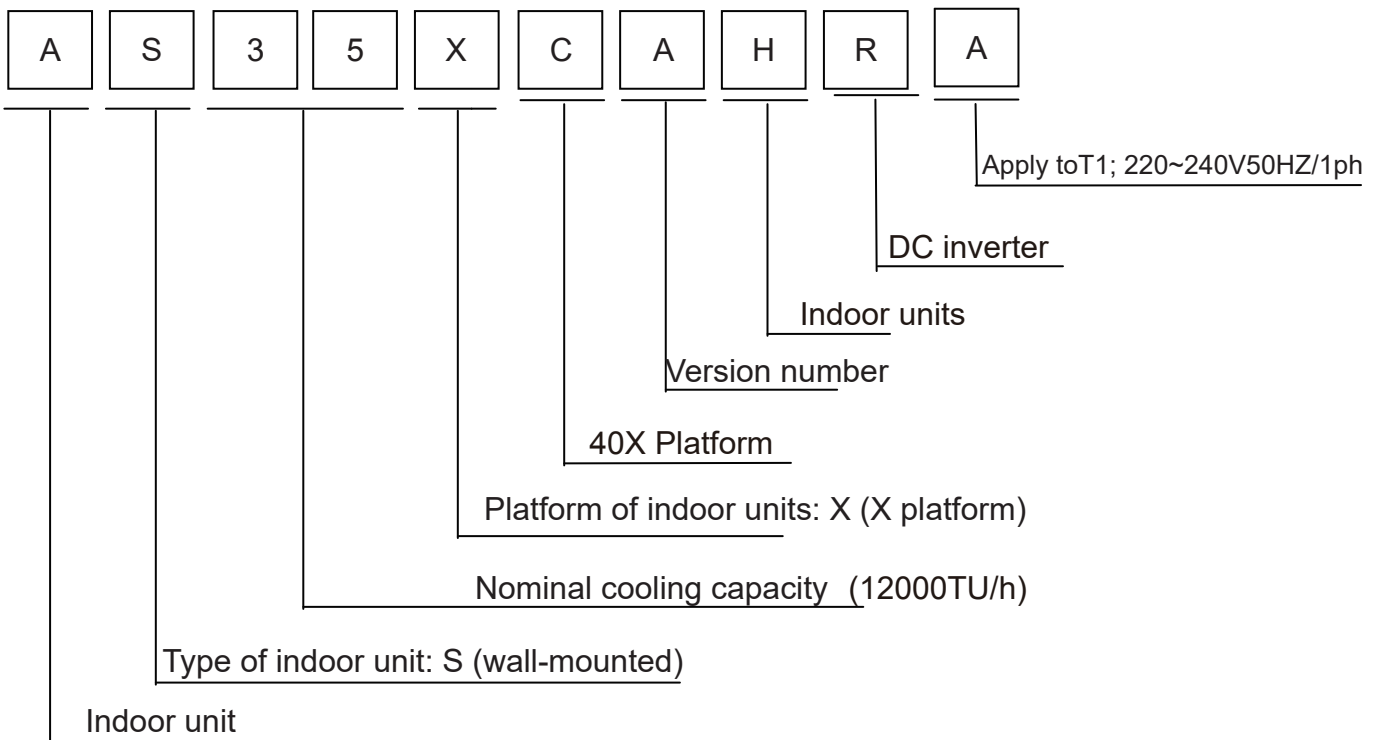 A S 3 5 X C A H R A
Apply toT1; 220~240V50HZ/1ph
DC inverter
Indoor units
Version number
40X Platform
Platform of indoor units: X (X platform)
Nominal cooling capacity (12000TU/h)
Type of indoor unit: S (wall-mounted)
Indoor unit